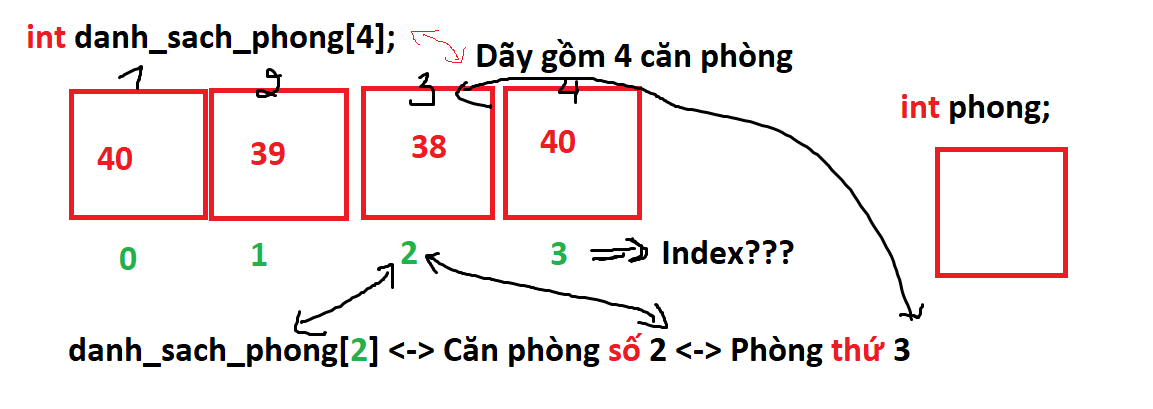 int danh_sach_phong[4];
Dãy gồm 4 căn phòng
1 2 3 4
int phong;
40 39 38 40
0 1 2 3 Index???
danh_sach_phong[2] <-> Căn phòng số 2 <-> Phòng thứ 3